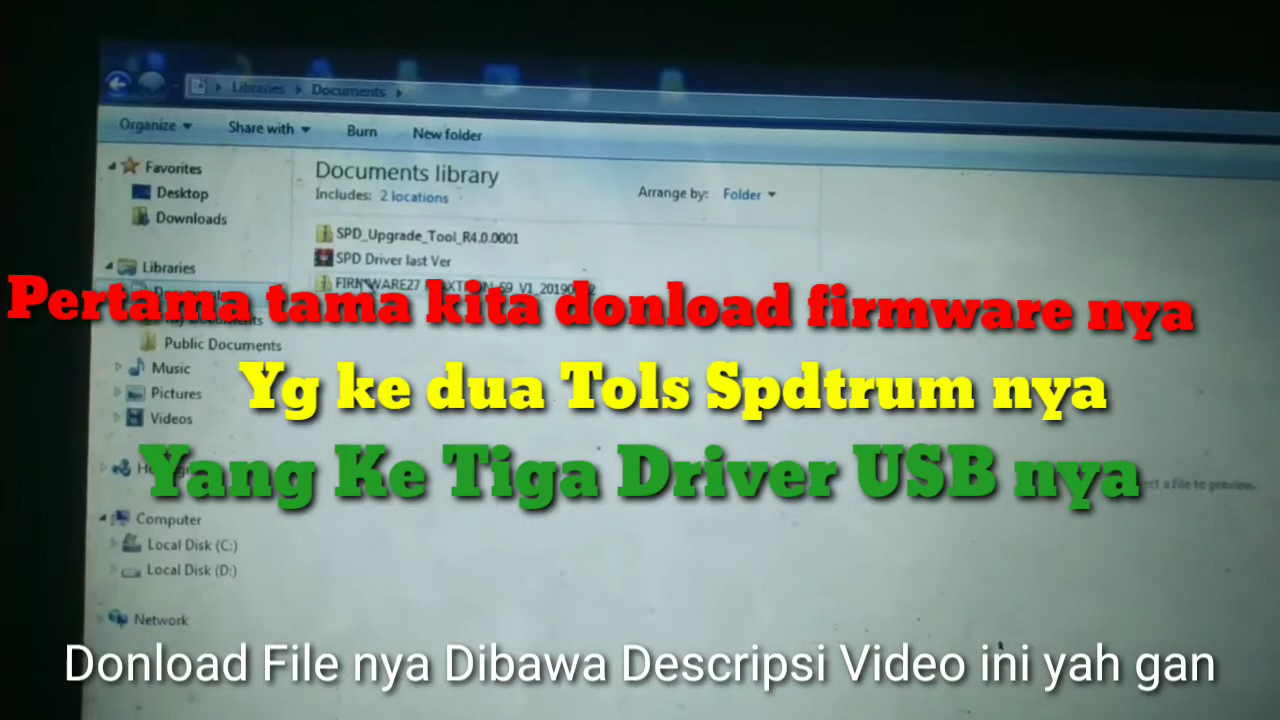 Libraries Documents
Organize Share with Burn New folder
Favorites
Desktop
Downloads
Libraries
Public Documents
Music
Pictures
Videos
Computer
Local Disk (C:)
Local Disk (D:)
Network
Documents library
Includes: 2 locations
Arrange by: Folder
SPD_Upgrade_Tool_R4.0.0001
SPD Driver last Ver
Pertama tama kita donload firmware nya
Yg ke dua Tols Spdtrum nya
Yang Ke Tiga Driver USB nya
a file to preview.
Donload File nya Dibawa Descripsi Video ini yah gan